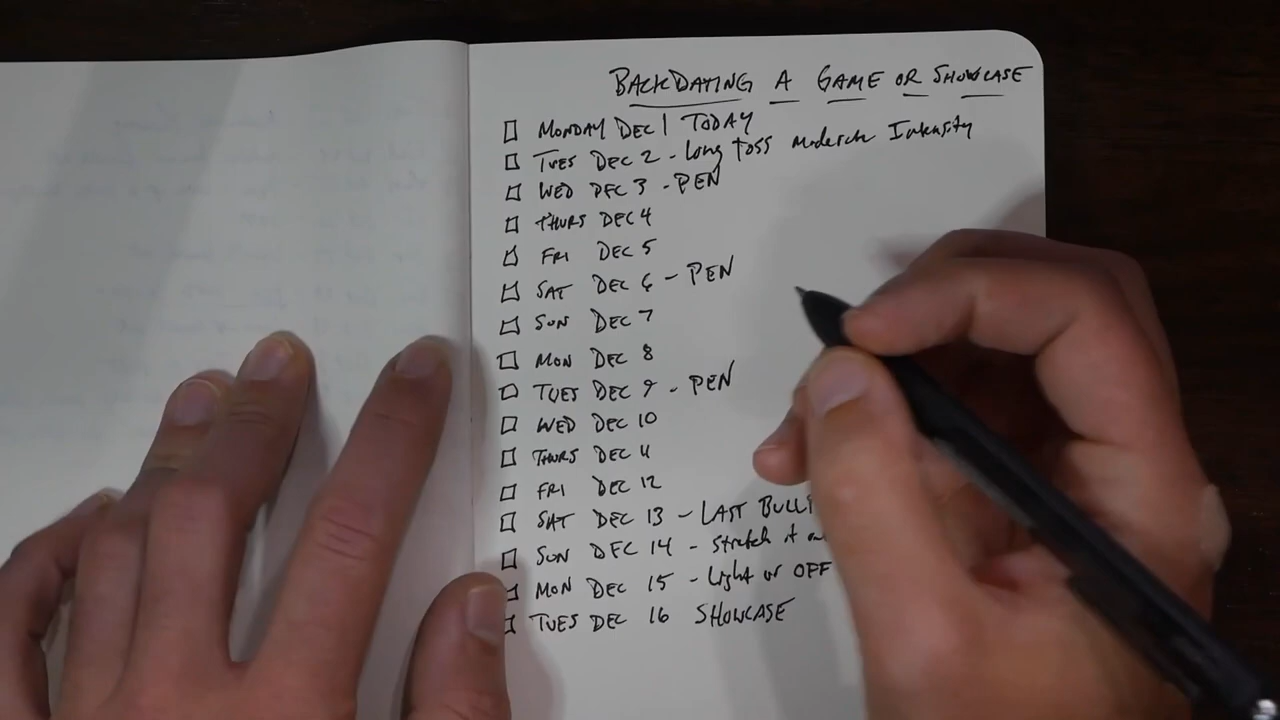 BACKDATING A GAME OR SHOWCASE
MONDAY DEC 1 TODAY
TUES DEC 2 - Long toss moderate Intensity
WED DEC 3 - PEN
THURS DEC 4
FRI DEC 5
SAT DEC 6 - PEN
SUN DEC 7
MON DEC 8
TUES DEC 9 - PEN
WED DEC 10
THURS DEC 11
FRI DEC 12
SAT DEC 13 - LAST
SUN DEC 14 - Stretch it
MON DEC 15 - Light or OFF
TUES DEC 16 SHOWCASE